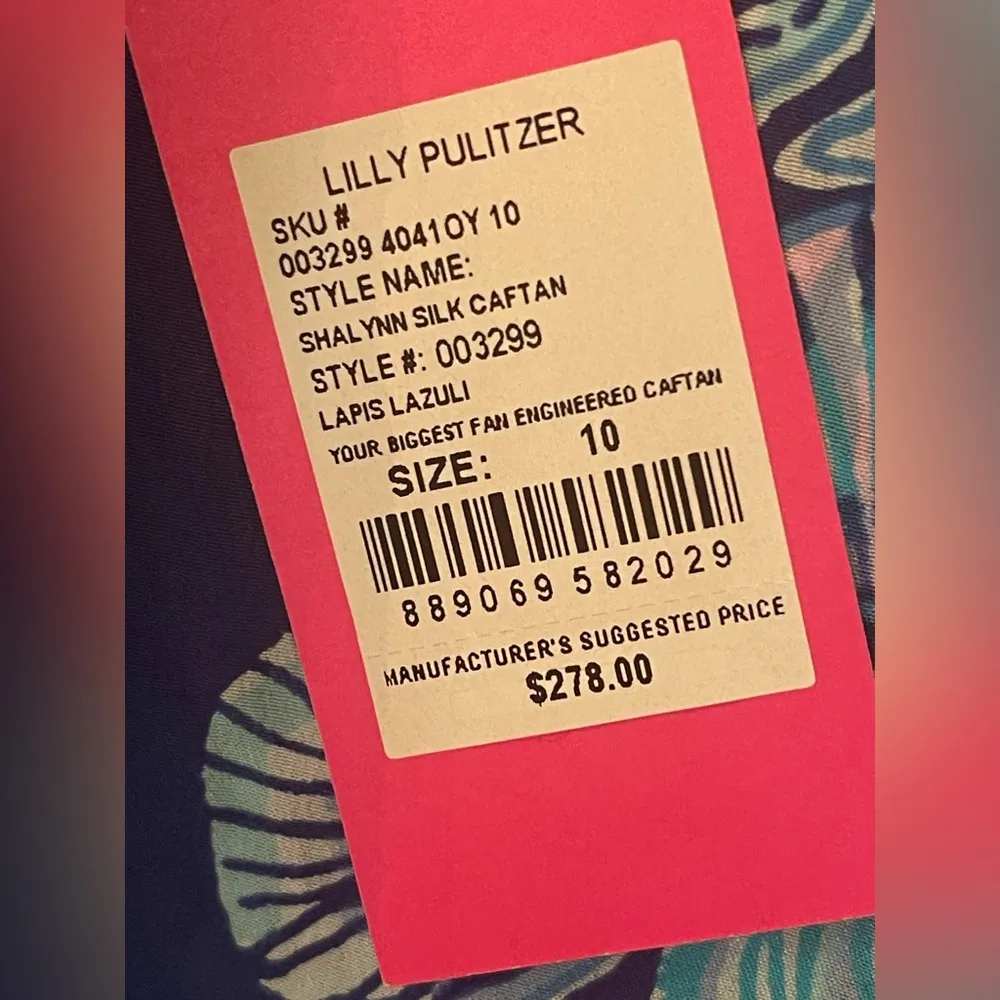 LILLY PULITZER
SKU #
003299 4041OY 10
STYLE NAME:
SHALYNN SILK CAFTAN
STYLE #: 003299
LAPIS LAZULI
YOUR BIGGEST FAN ENGINEERED CAFTAN
SIZE: 10
889069 582029
MANUFACTURER'S SUGGESTED PRICE
$278.00